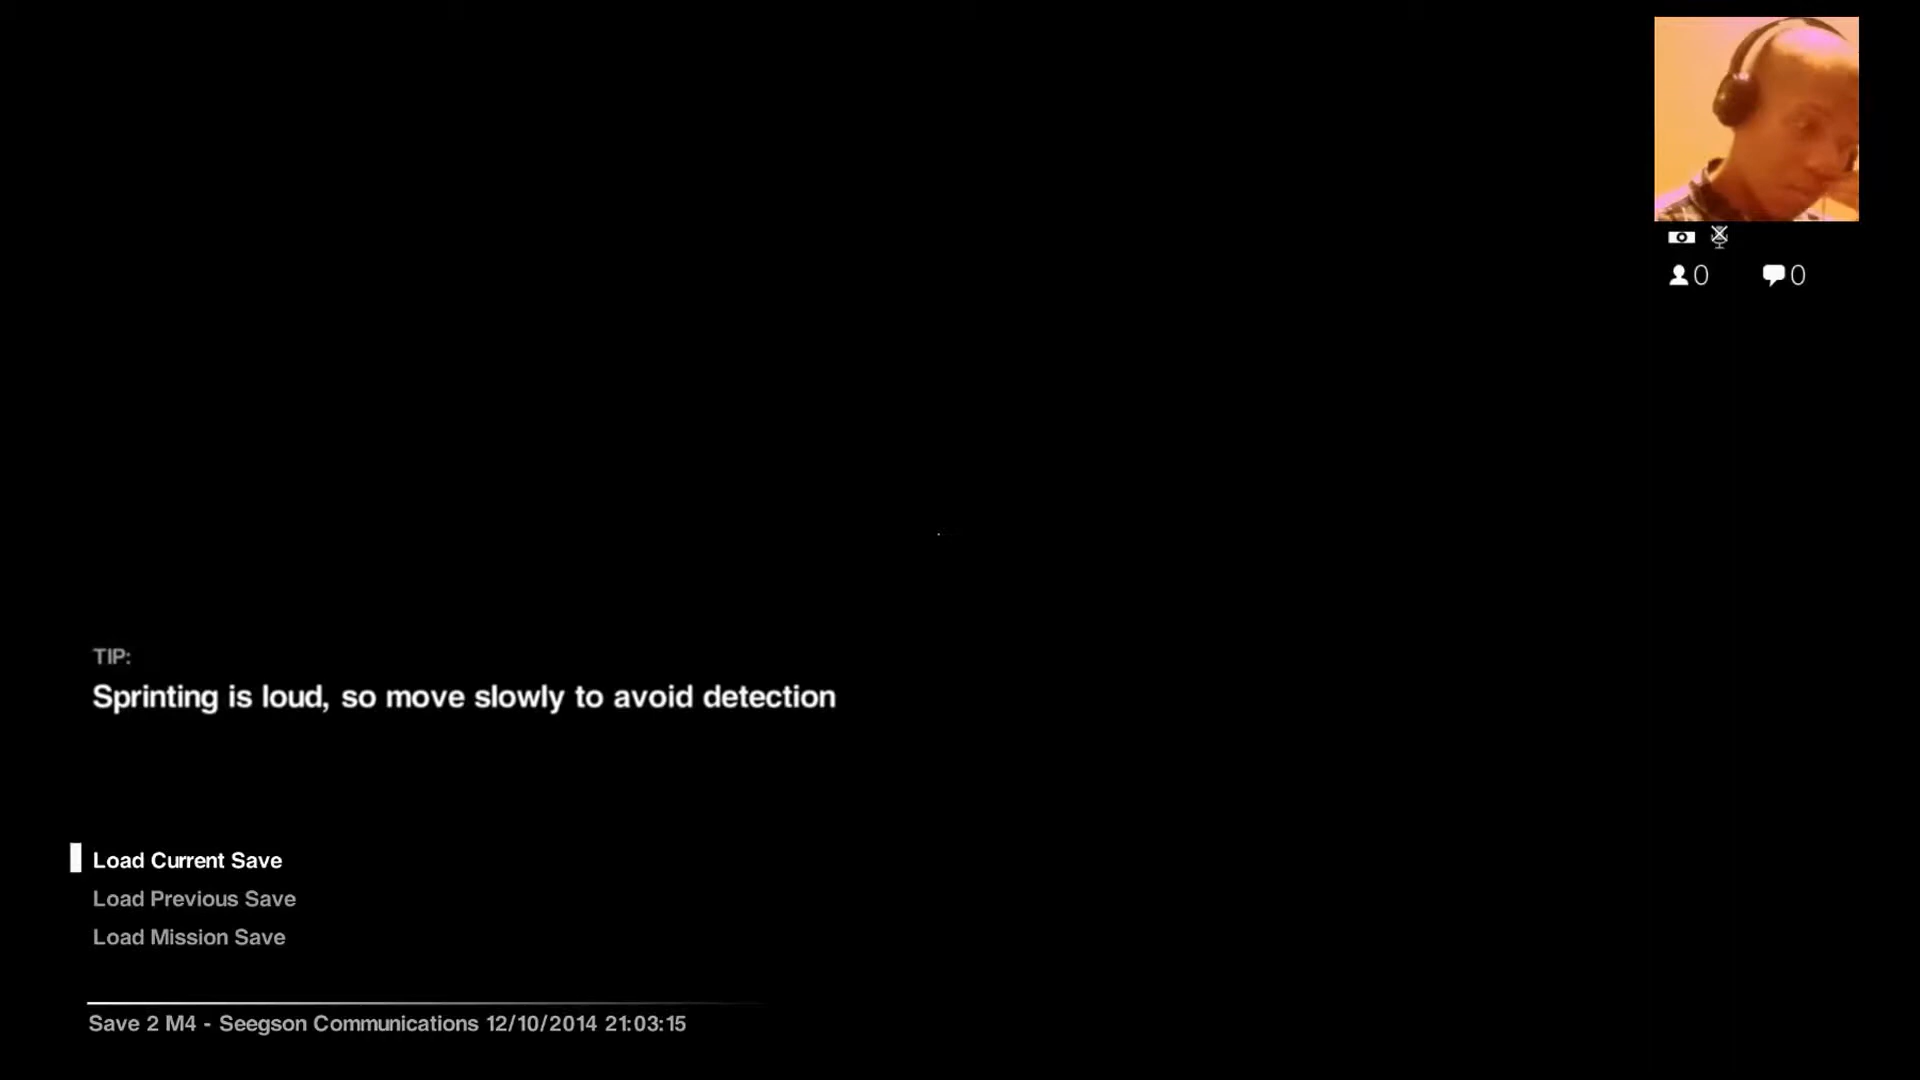 0 0
TIP:
Sprinting is loud, so move slowly to avoid detection
Load Current Save
Load Previous Save
Load Mission Save
Save 2 M4 - Seegson Communications 12/10/2014 21:03:15